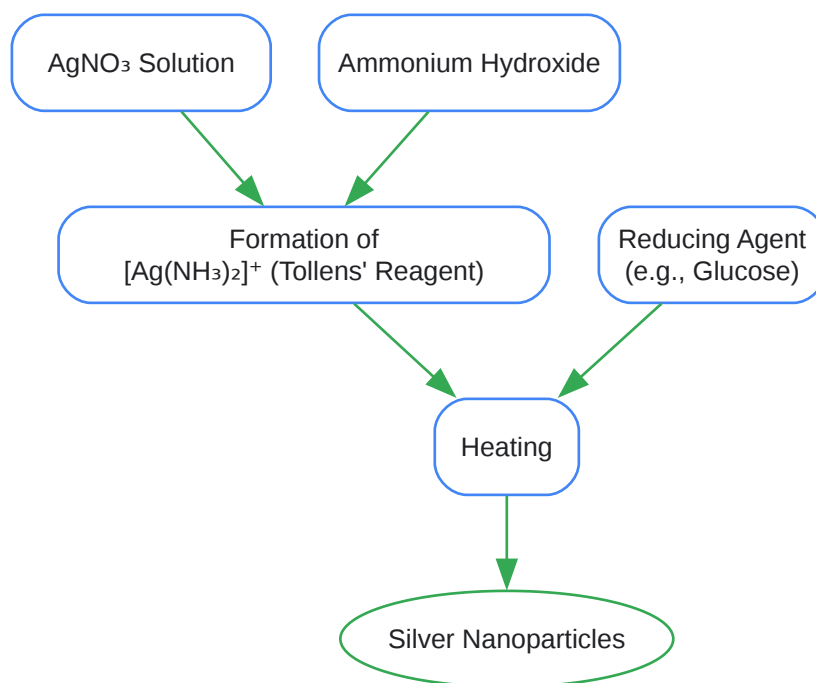 AgNO₃ Solution
Ammonium Hydroxide
Formation of
[Ag(NH₃)₂]⁺ (Tollens' Reagent)
Reducing Agent
(e.g., Glucose)
Heating
Silver Nanoparticles